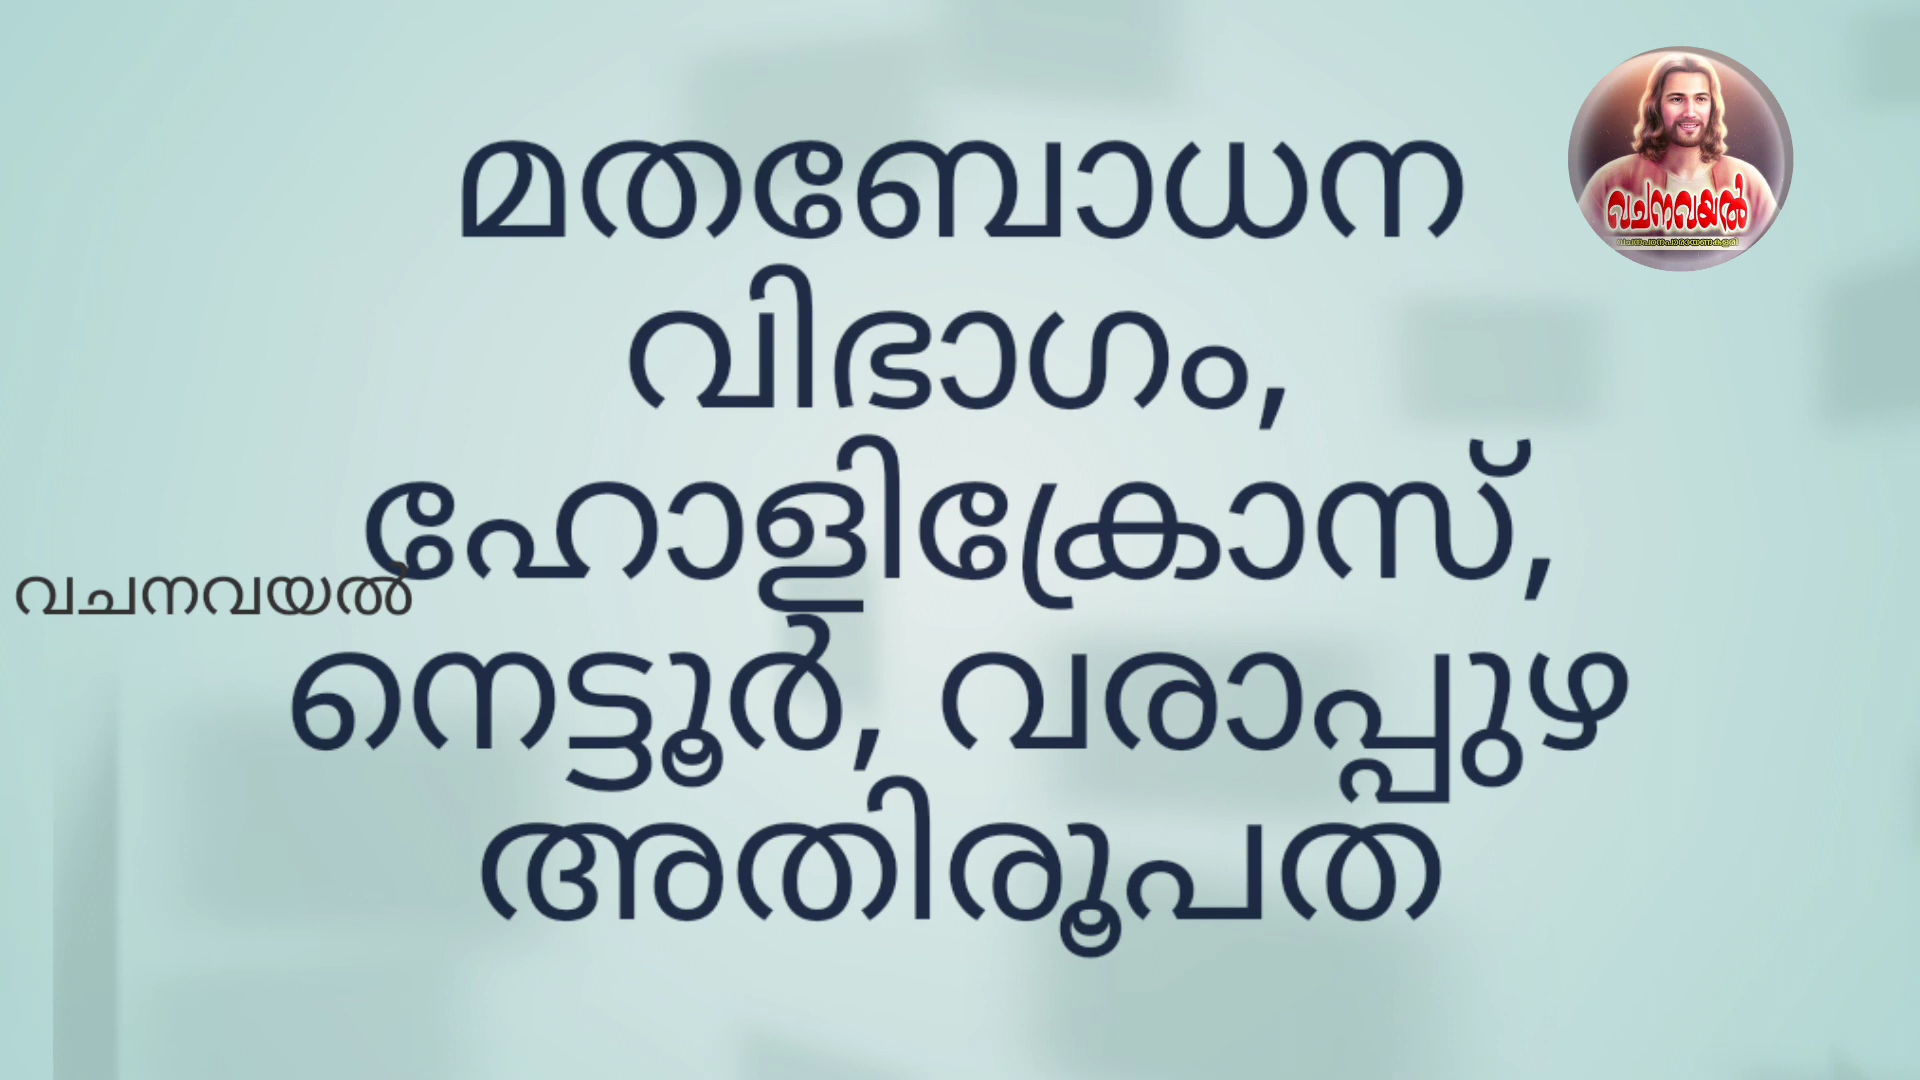 മതബോധന
വിഭാഗം,
ഹോളിക്രോസ്,
വചനവയൽ
നെട്ടൂർ, വരാപ്പുഴ
അതിരൂപത
വചനവയൽ